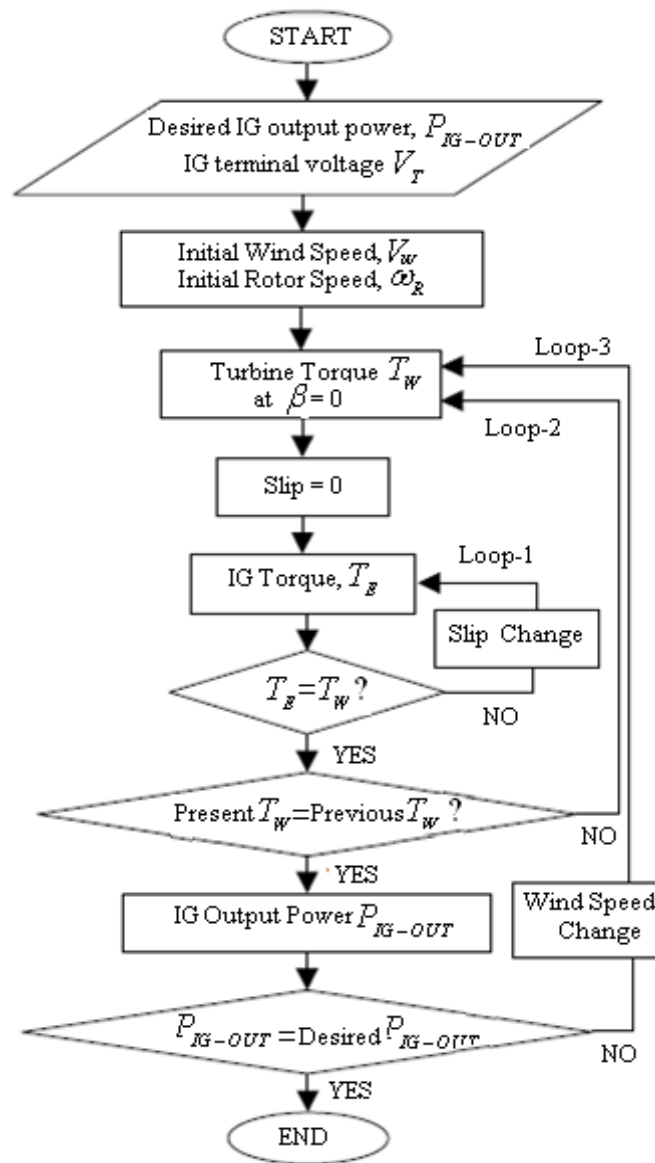 START
Desired IG output power, P_IG-OUT
IG terminal voltage V_T
Initial Wind Speed, V_W
Initial Rotor Speed, ω_R
Turbine Torque T_W
at β = 0
Loop-3
Loop-2
Slip = 0
IG Torque, T_E
Loop-1
Slip Change
T_E = T_W ?
NO
YES
Present T_W = Previous T_W ?
NO
YES
IG Output Power P_IG-OUT
Wind Speed
Change
P_IG-OUT = Desired P_IG-OUT
NO
YES
END